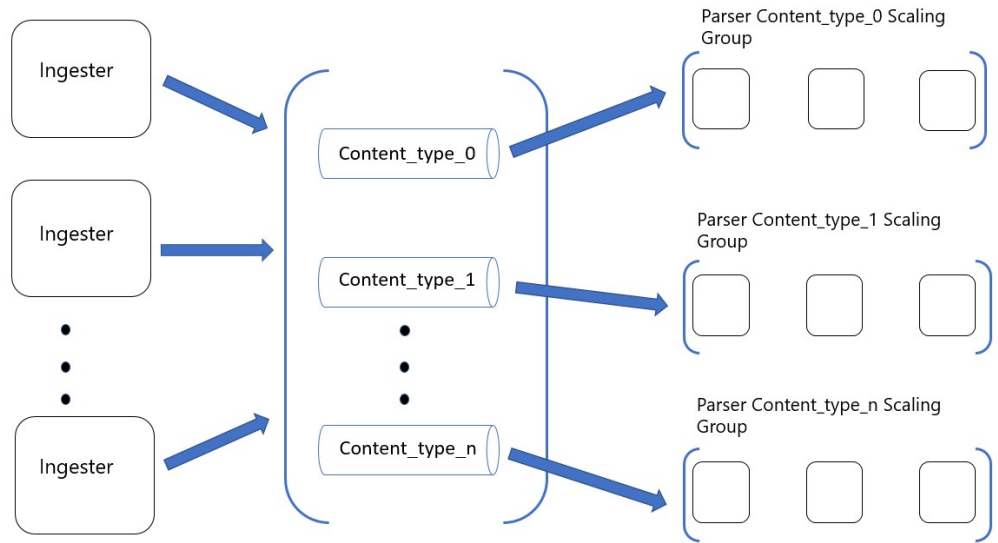 Ingester
Ingester
Ingester
Content_type_0
Content_type_1
Content_type_n
Parser Content_type_0 Scaling
Group
Parser Content_type_1 Scaling
Group
Parser Content_type_n Scaling
Group